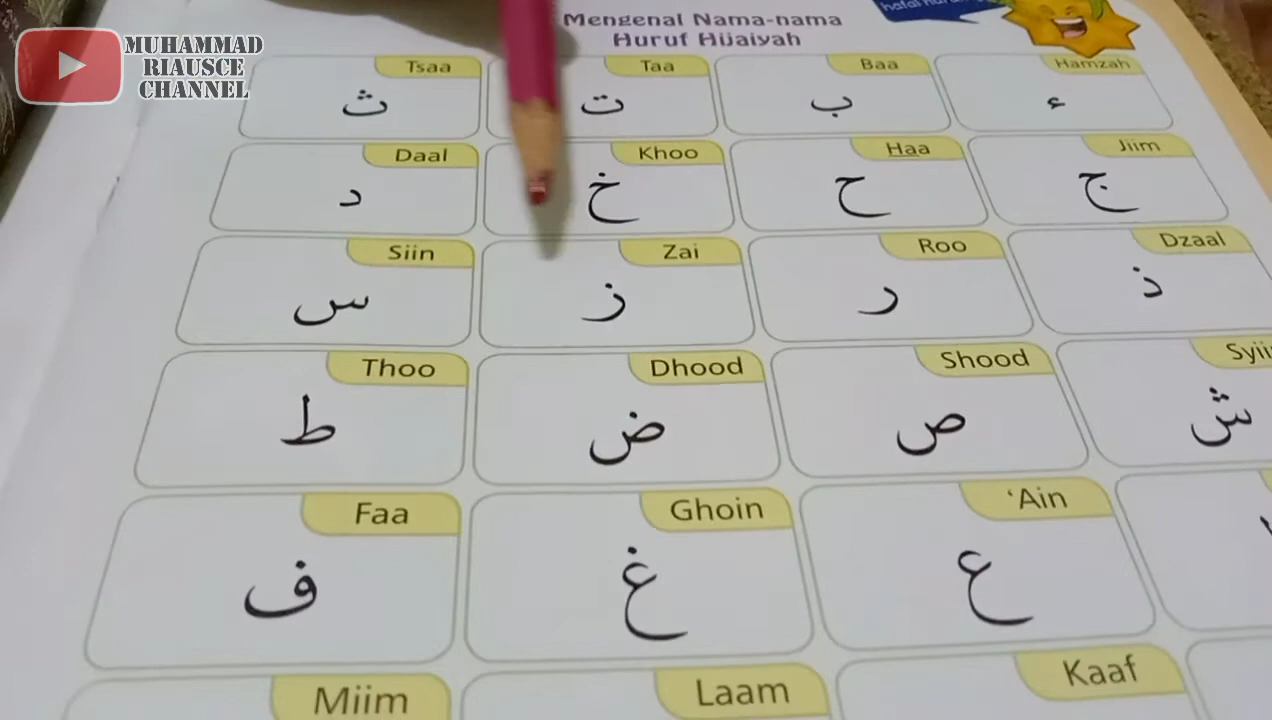 MUHAMMAD
RIAUSCE
CHANNEL
Mengenal Nama-nama
Huruf Hijaiyah
Hamzah
ء
Baa
ب
Taa
ت
Tsaa
ث
Jiim
ج
Haa
ح
Khoo
خ
Daal
د
Dzaal
ذ
Roo
ر
Zai
ز
Siin
س
ش
Shood
ص
Dhood
ض
Thoo
ط
‘Ain
ع
Ghoin
غ
Faa
ف
Kaaf
Laam
Miim